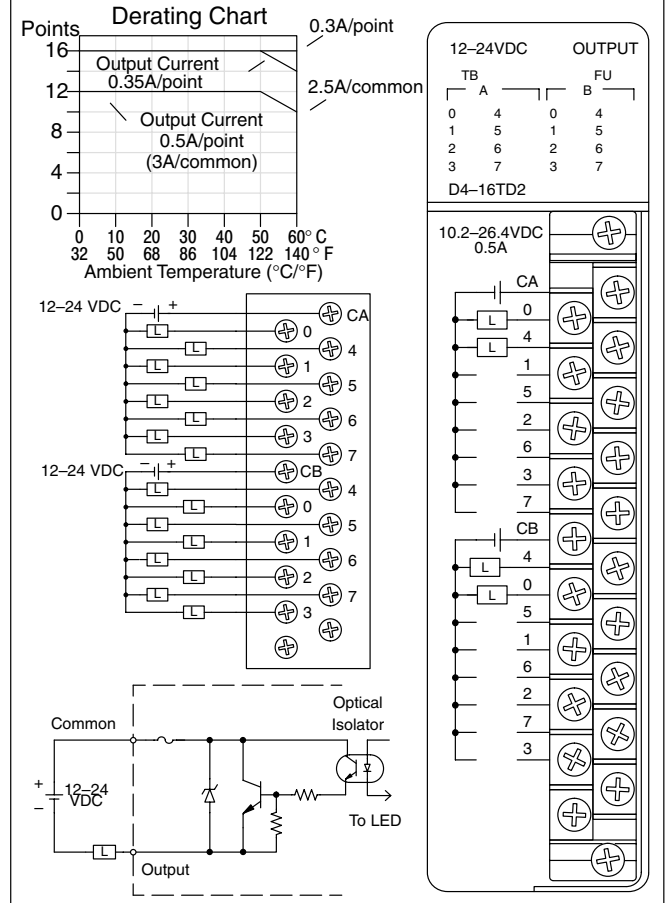 Derating Chart
Points
0.3A/point
16
Output Current
0.35A/point
12
2.5A/common
Output Current
0.5A/point
(3A/common)
8
4
0
0 10 20 30 40 50 60° C
32 50 68 86 104 122 140 ° F
Ambient Temperature (°C/°F)
12–24 VDC
− +
CA
L 0
L 4
L 1
L 5
L 2
L 6
L 3
L 7
12–24 VDC
− +
CB
L 4
L 0
L 5
L 1
L 6
L 2
L 7
L 3
Common
Optical
Isolator
+
12–24
VDC
−
To LED
L
Output
12–24VDC OUTPUT
TB FU
A B
0 4 0 4
1 5 1 5
2 6 2 6
3 7 3 7
D4–16TD2
10.2–26.4VDC
0.5A
CA
L 0
L 4
1
5
2
6
3
7
CB
L 4
L 0
5
1
6
2
7
3